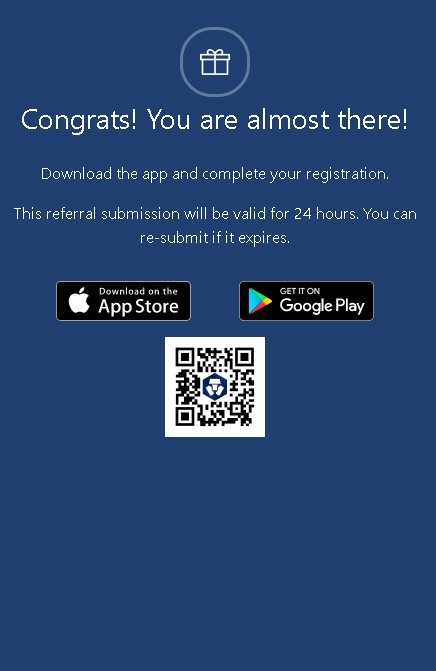 Congrats! You are almost there!
Download the app and complete your registration.
This referral submission will be valid for 24 hours. You can
re-submit if it expires.
Download on the
App Store
GET IT ON
Google Play